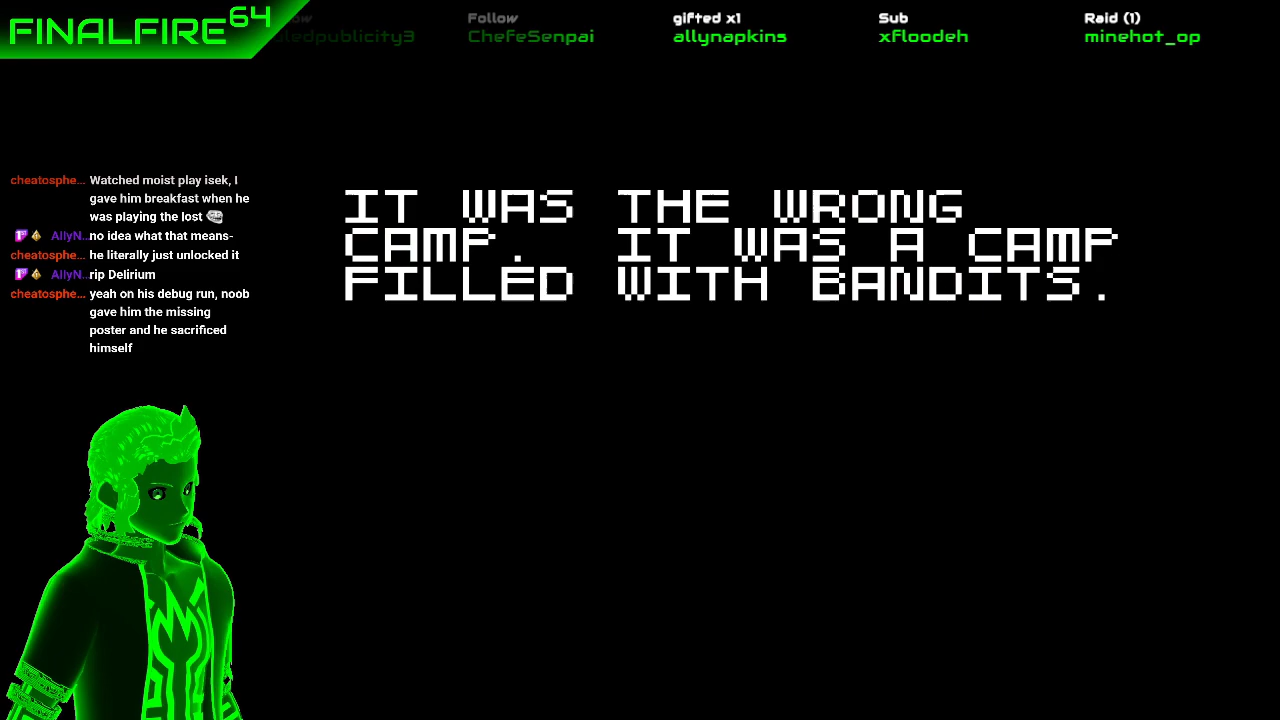 FINALFIRE64
ledpublicity3
Follow
ChefeSenpai
gifted x1
allynapkins
Sub
xfloodeh
Raid (1)
minehot_op
cheatosphe... Watched moist play isek, I
gave him breakfast when he
was playing the lost
AllyN... no idea what that means-
cheatosphe... he literally just unlocked it
AllyN... rip Delirium
cheatosphe... yeah on his debug run, noob
gave him the missing
poster and he sacrificed
himself
IT WAS THE WRONG
CAMP. IT WAS A CAMP
FILLED WITH BANDITS.